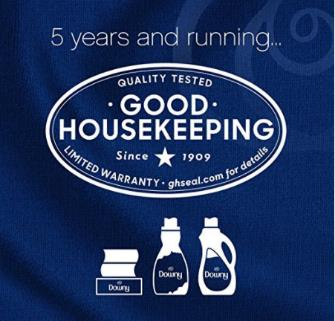 5 years and running...
QUALITY TESTED
· GOOD ·
HOUSEKEEPING
Since ★ 1909
LIMITED WARRANTY · ghseal.com for details
Downy
Downy
Downy